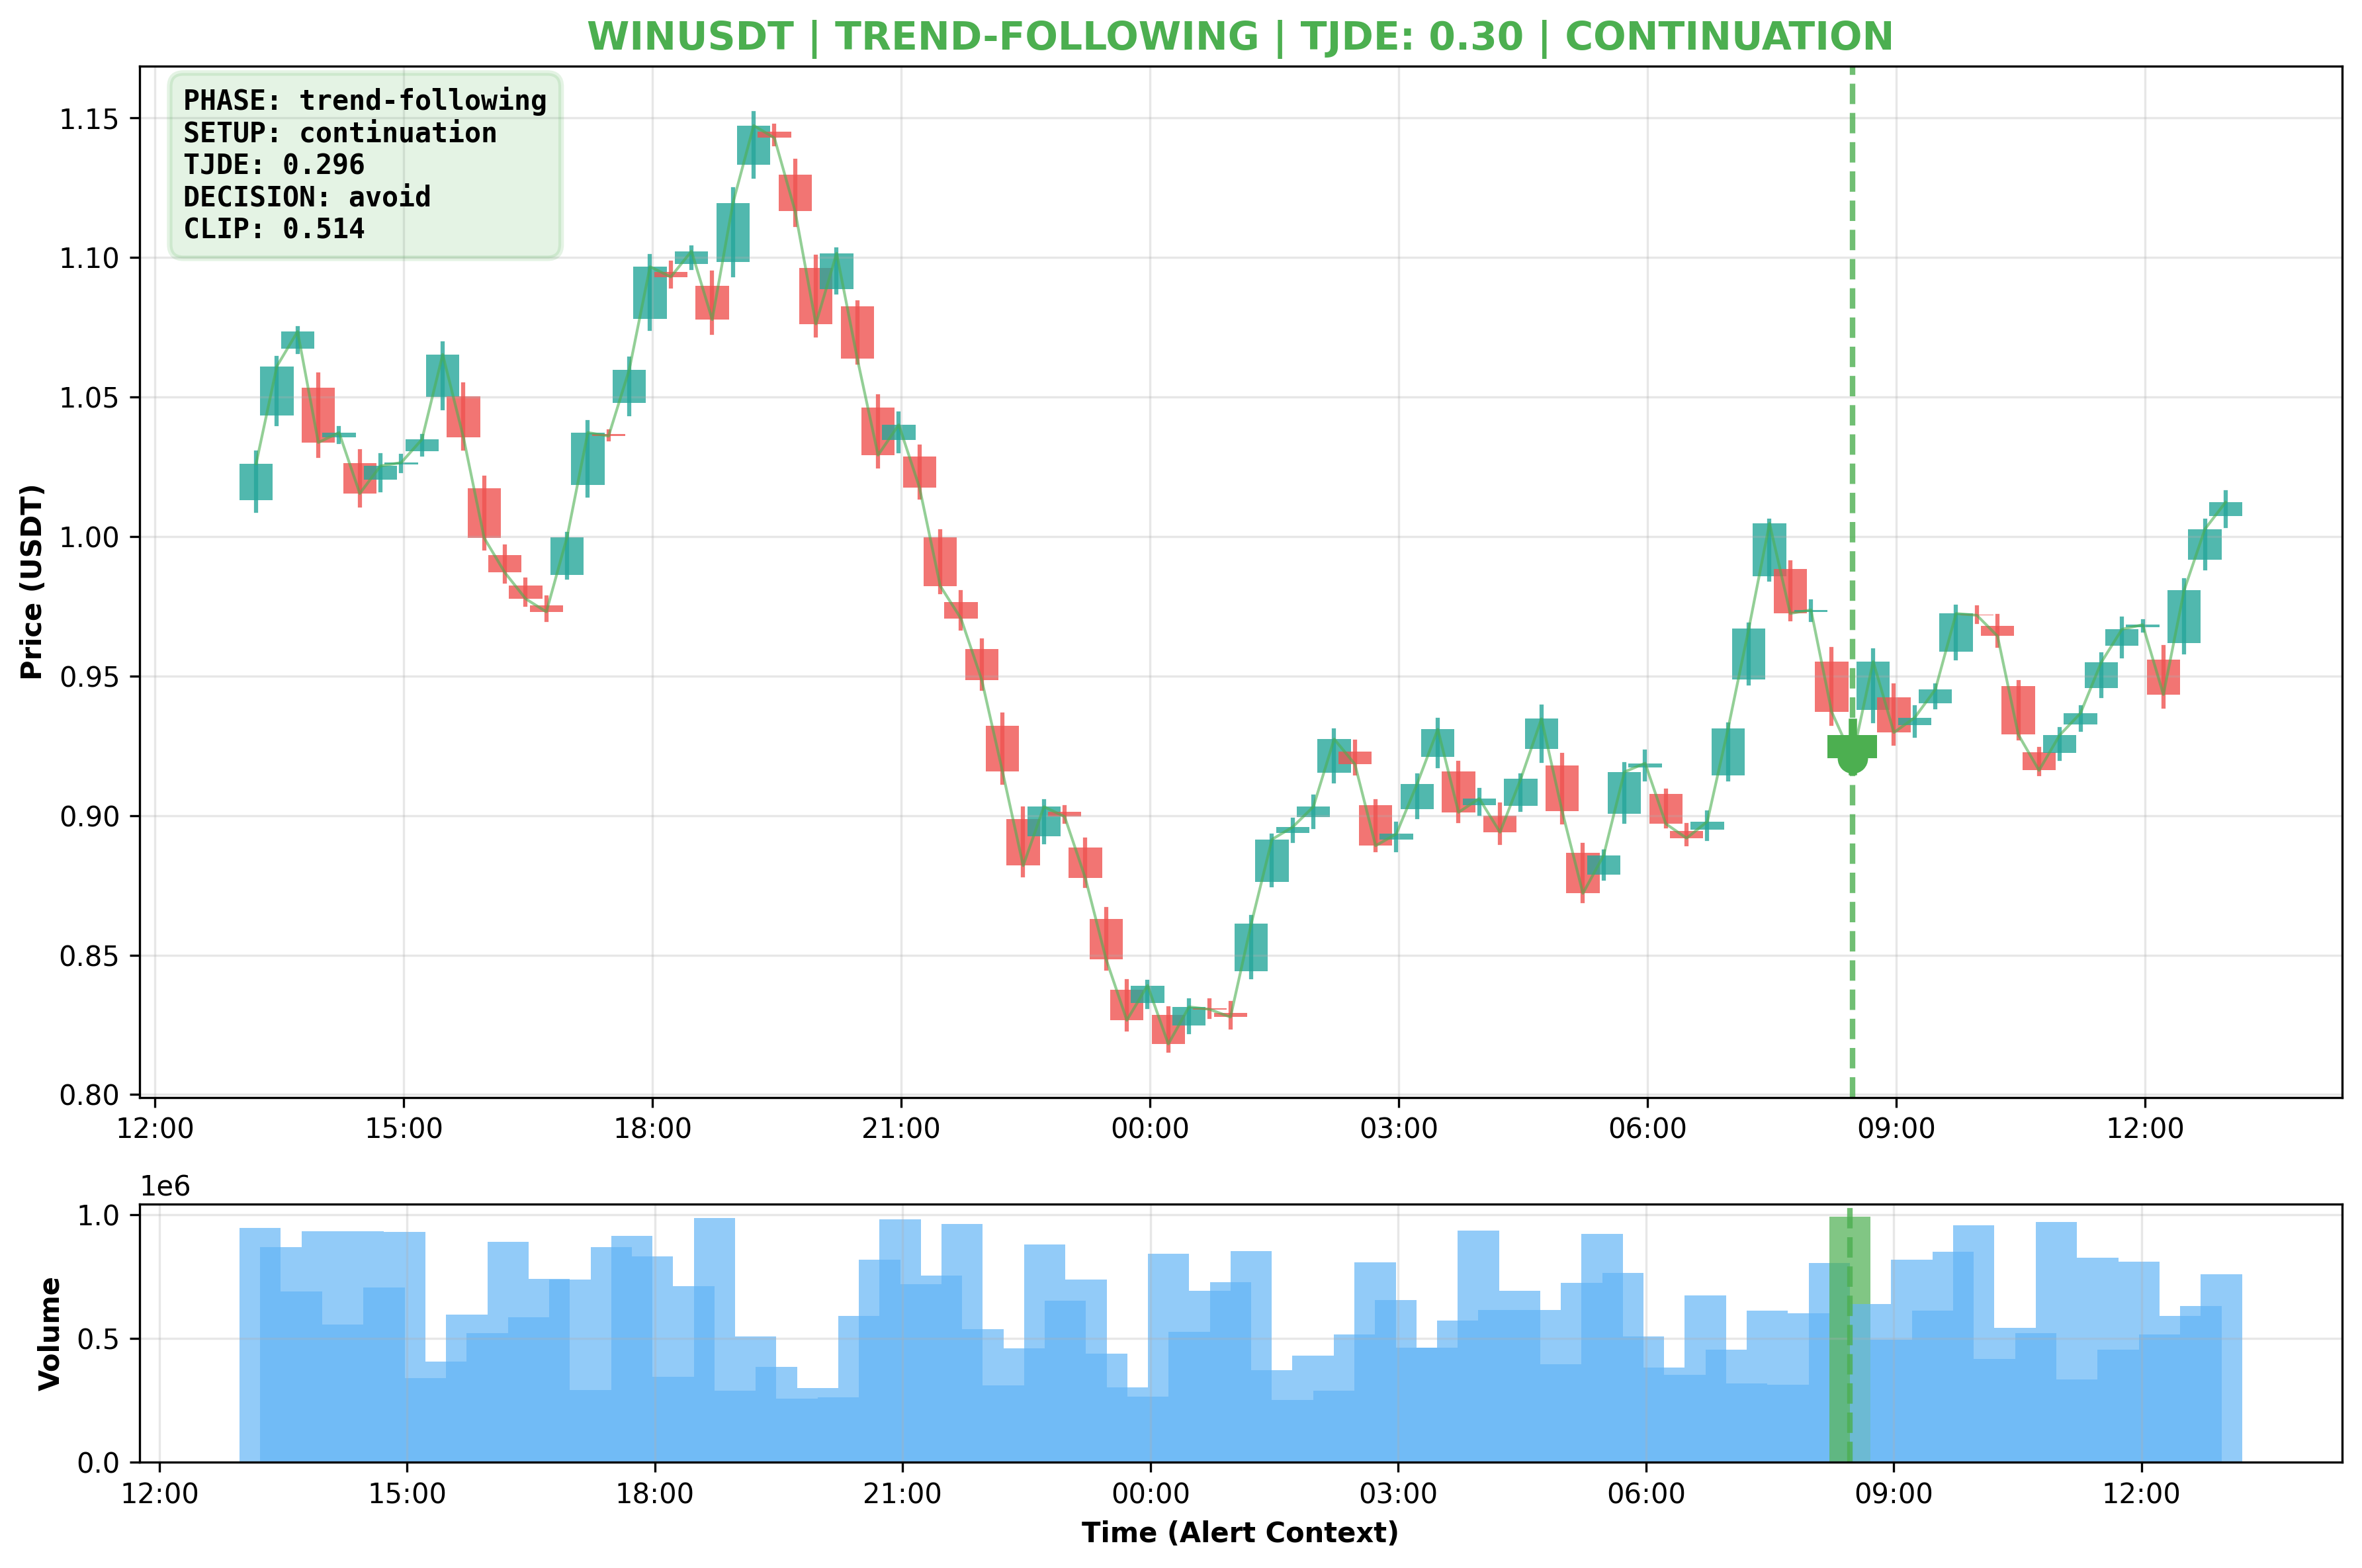 WINUSDT | TREND-FOLLOWING | TJDE: 0.30 | CONTINUATION
PHASE: trend-following
SETUP: continuation
TJDE: 0.296
DECISION: avoid
CLIP: 0.514
Price (USDT)
1.15
1.10
1.05
1.00
0.95
0.90
0.85
0.80
12:00 15:00 18:00 21:00 00:00 03:00 06:00 09:00 12:00
1e6
Volume
1.0
0.5
0.0
12:00 15:00 18:00 21:00 00:00 03:00 06:00 09:00 12:00
Time (Alert Context)